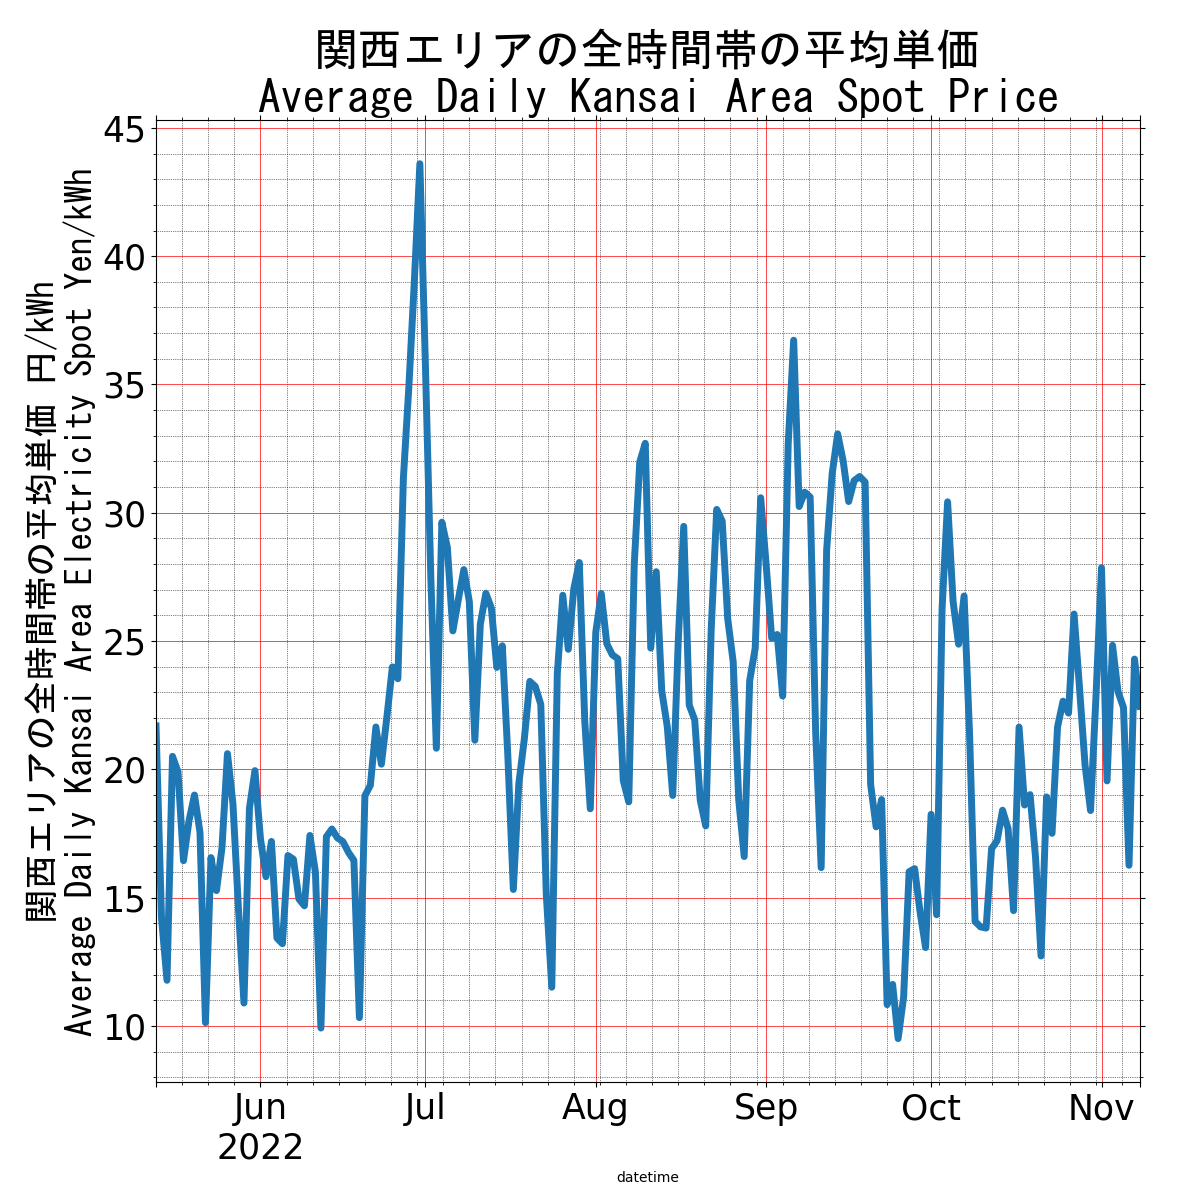 関西エリアの全時間帯の平均単価
Average Daily Kansai Area Spot Price
関西エリアの全時間帯の平均単価 円/kWh
Average Daily Kansai Area Electricity Spot Yen/kWh
45
40
35
30
25
20
15
10
Jun
2022
Jul
Aug
Sep
Oct
Nov
datetime